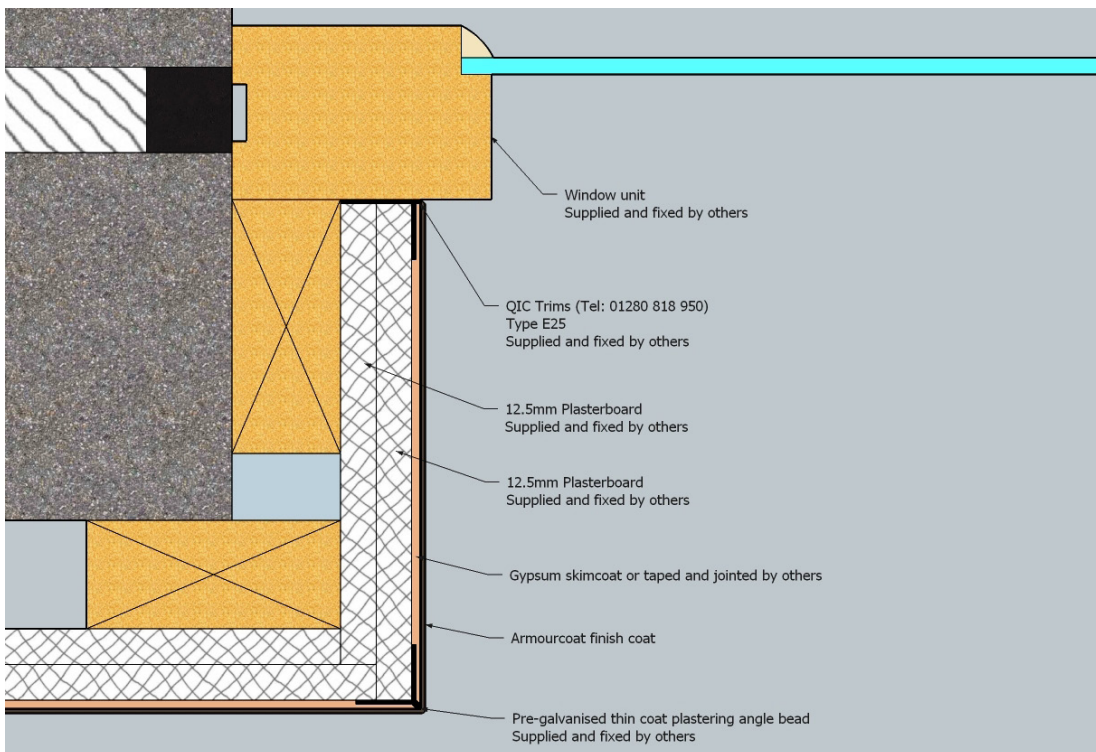 Window unit
Supplied and fixed by others
QIC Trims (Tel: 01280 818 950)
Type E25
Supplied and fixed by others
12.5mm Plasterboard
Supplied and fixed by others
12.5mm Plasterboard
Supplied and fixed by others
Gypsum skimcoat or taped and jointed by others
Armourcoat finish coat
Pre-galvanised thin coat plastering angle bead
Supplied and fixed by others